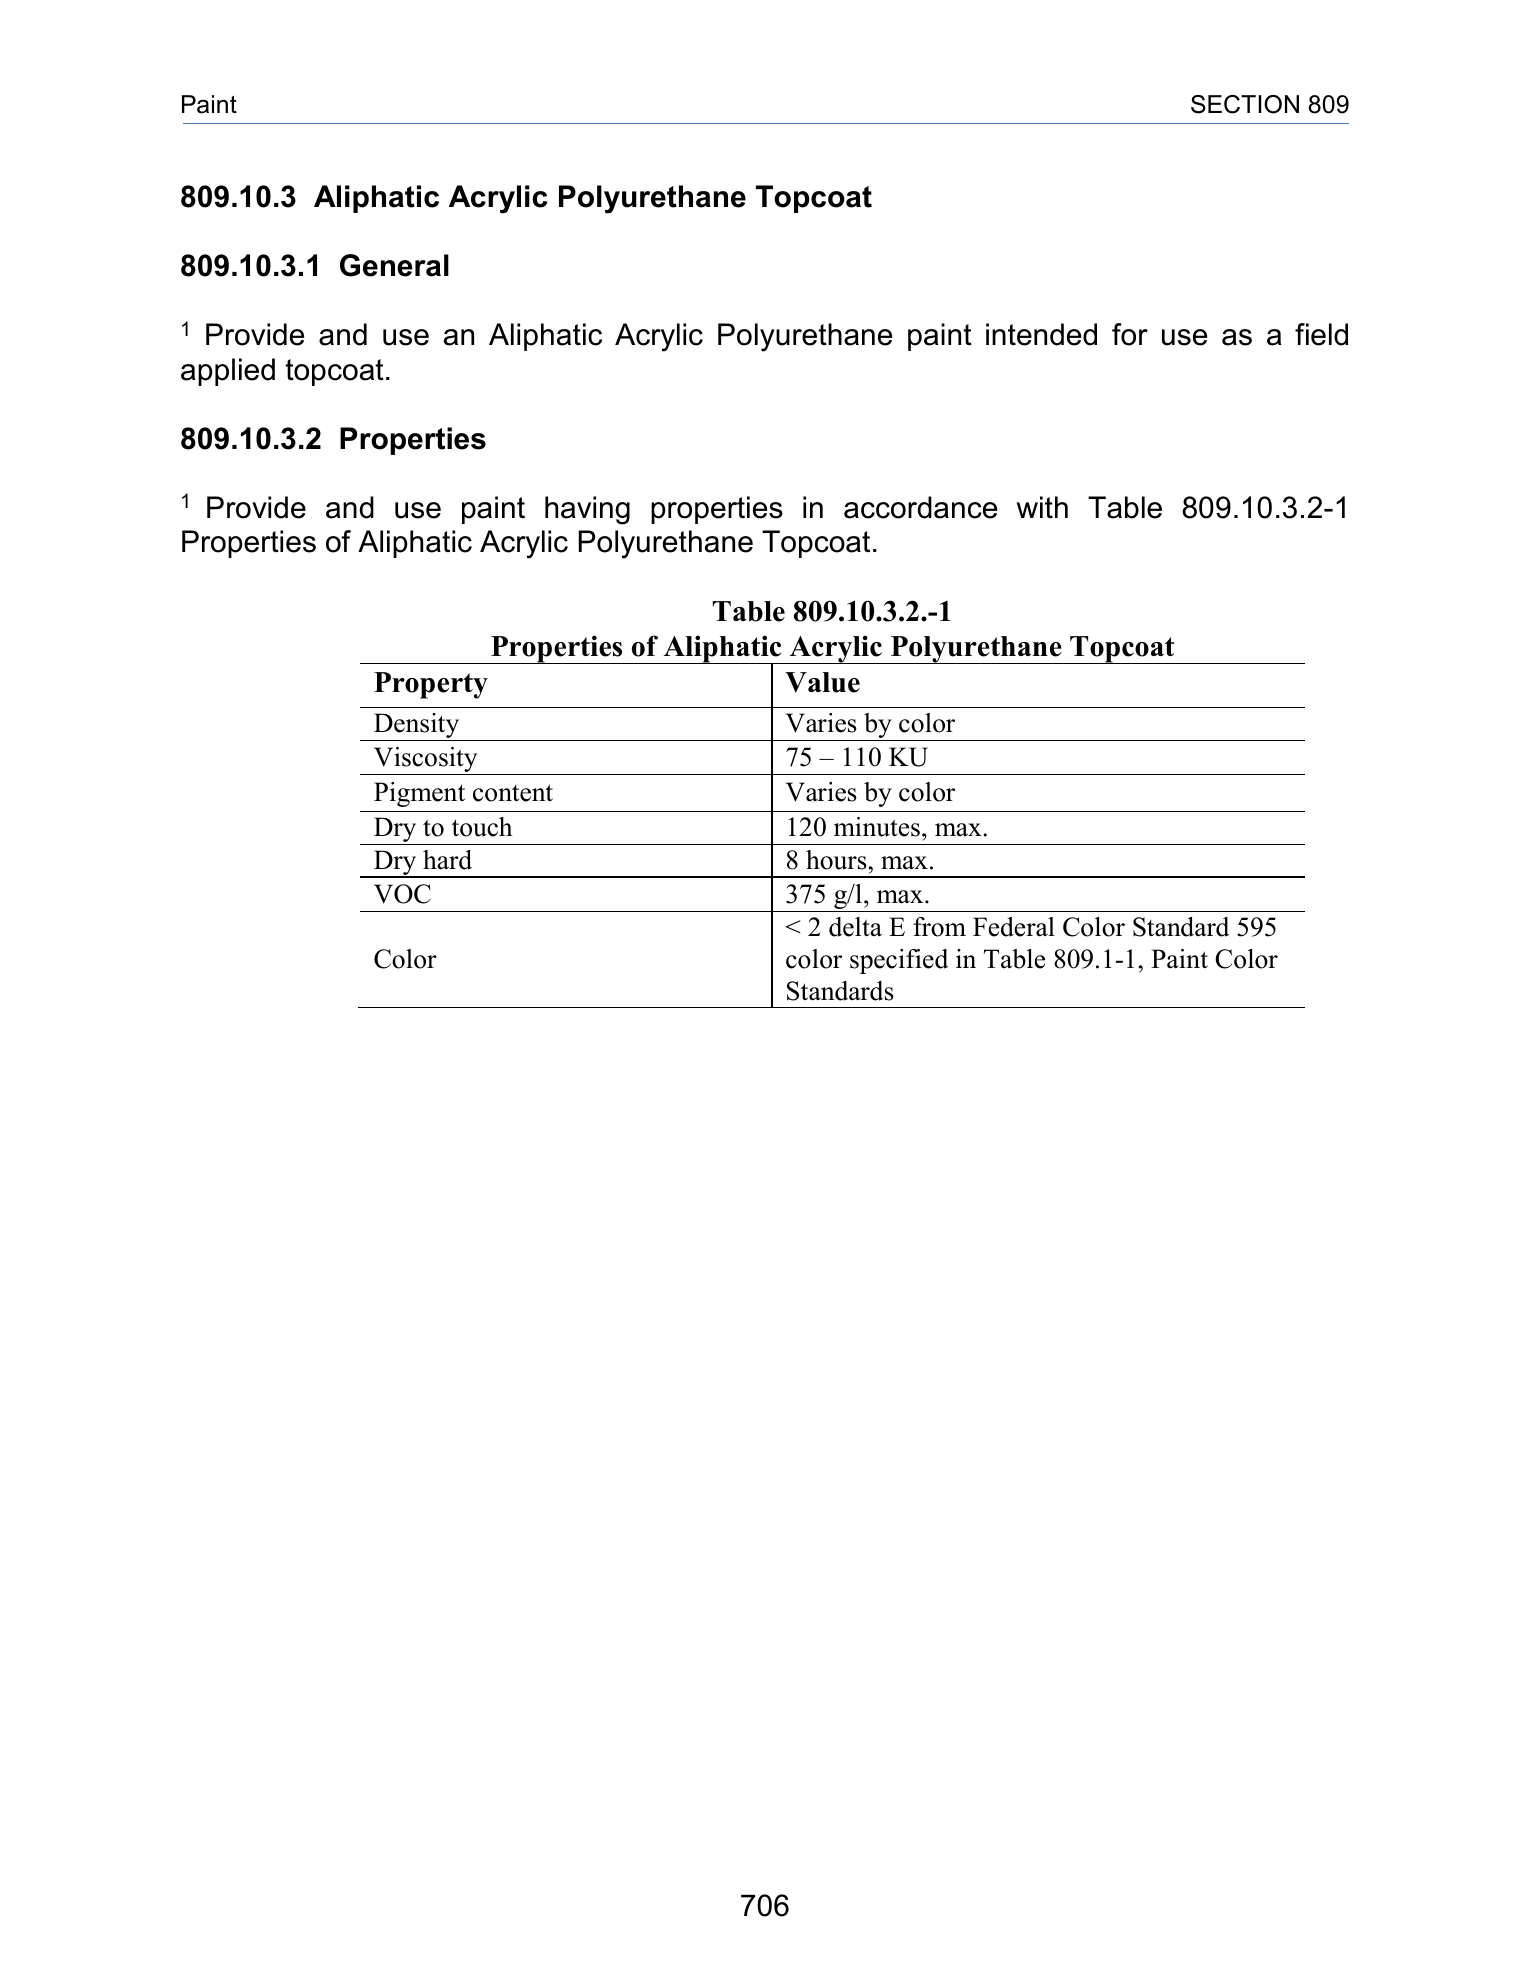 Paint SECTION 809
809.10.3 Aliphatic Acrylic Polyurethane Topcoat
809.10.3.1 General
1 Provide and use an Aliphatic Acrylic Polyurethane paint intended for use as a field
applied topcoat.
809.10.3.2 Properties
1 Provide and use paint having properties in accordance with Table 809.10.3.2-1
Properties of Aliphatic Acrylic Polyurethane Topcoat.
Table 809.10.3.2.-1
Properties of Aliphatic Acrylic Polyurethane Topcoat
Property Value
Density Varies by color
Viscosity 75 – 110 KU
Pigment content Varies by color
Dry to touch 120 minutes, max.
Dry hard 8 hours, max.
VOC 375 g/l, max.
< 2 delta E from Federal Color Standard 595
Color color specified in Table 809.1-1, Paint Color
Standards
706